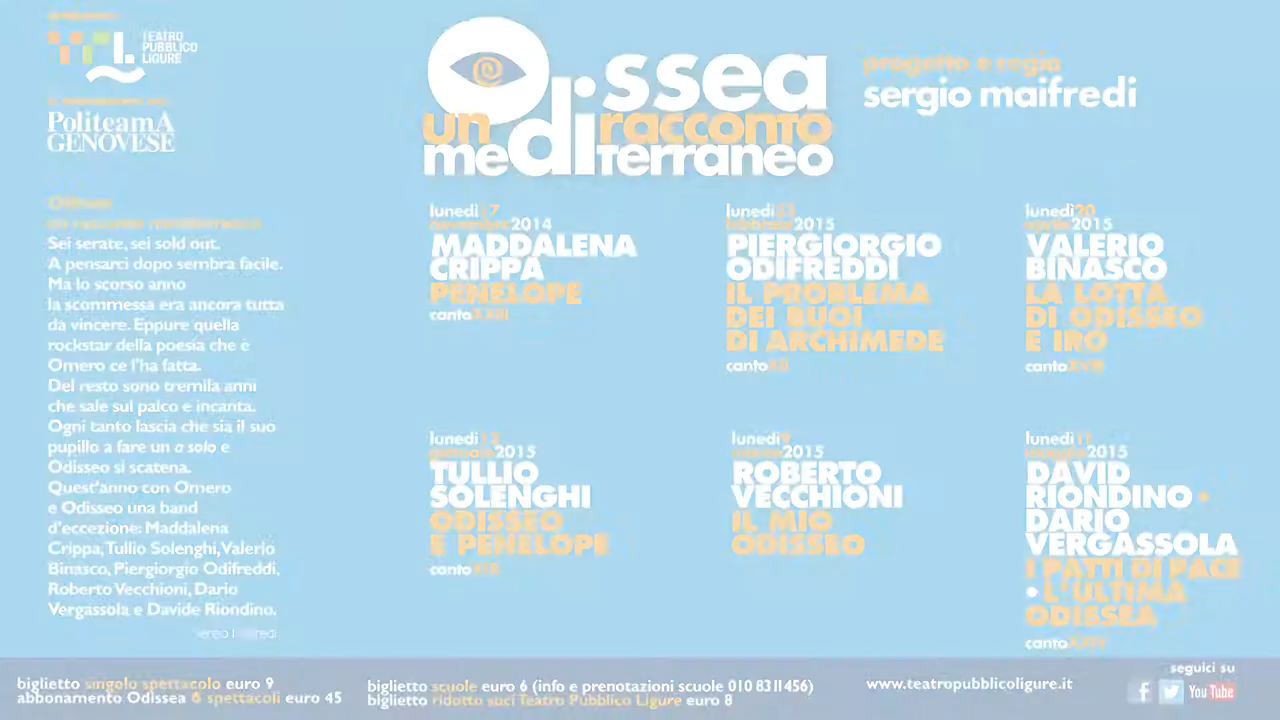 TEATRO
PUBBLICO
LIGURE
PoliteamA
GENOVESE
Odissea
un racconto mediterraneo
Sei serate, sei sold out.
A pensarci dopo sembra facile.
Ma lo scorso anno
la scommessa era ancora tutta
da vincere. Eppure quella
rockstar della poesia che è
Omero ce l'ha fatta.
Del resto sono tremila anni
che sale sul palco e incanta.
Ogni tanto lascia che sia il suo
pupillo a fare un a solo e
Odisseo si scatena.
Quest'anno con Omero
e Odisseo una band
d'eccezione: Maddalena
Crippa, Tullio Solenghi, Valerio
Binasco, Piergiorgio Odifreddi,
Roberto Vecchioni, Dario
Vergassola e Davide Riondino.
Odissea
un racconto
mediterraneo
progetto e regia
sergio maifredi
lunedì 17
novembre 2014
MADDALENA
CRIPPA
PENELOPE
canto XXIII
lunedì
febbraio 2015
PIERGIORGIO
ODIFREDDI
IL PROBLEMA
DEI BUOI
DI ARCHIMEDE
canto XII
lunedì 20
aprile 2015
VALERIO
BINASCO
LA LOTTA
DI ODISSEO
E IRO
canto XVIII
lunedì 12
gennaio 2015
TULLIO
SOLENGHI
ODISSEO
E PENELOPE
canto XIX
lunedì 9
marzo 2015
ROBERTO
VECCHIONI
IL MIO
ODISSEO
lunedì 11
maggio 2015
DAVID
RIONDINO •
DARIO
VERGASSOLA
I PATTI DI PACE
• L'ULTIMA
ODISSEA
canto XXIV
biglietto singolo spettacolo euro 9
abbonamento Odissea 6 spettacoli euro 45
biglietto scuole euro 6 (info e prenotazioni scuole 010 8311456)
biglietto ridotto soci Teatro Pubblico Ligure euro 8
www.teatropubblicoligure.it
seguici su
f YouTube